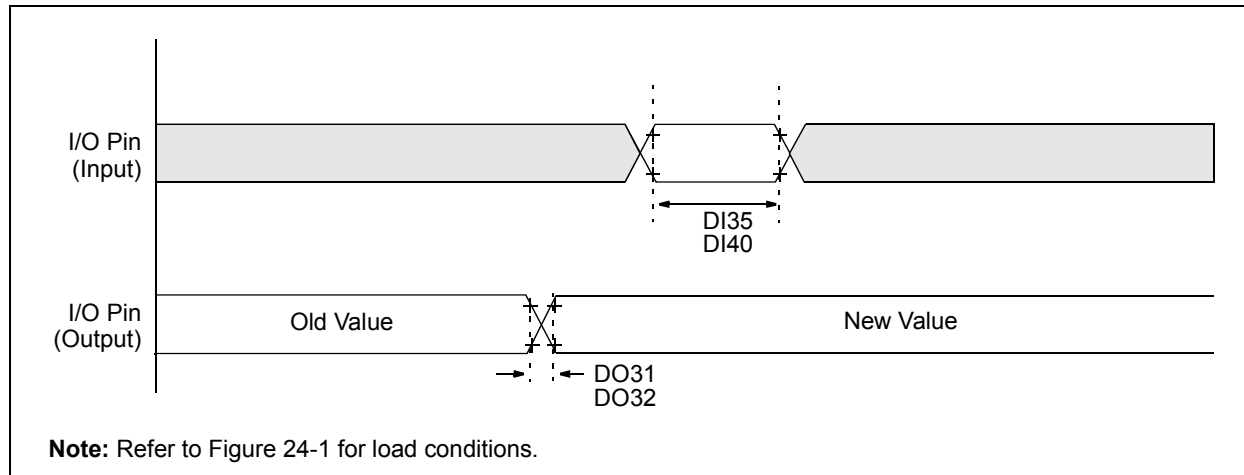 I/O Pin
(Input)
DI35
DI40
I/O Pin
(Output)
Old Value
New Value
DO31
DO32
Note: Refer to Figure 24-1 for load conditions.